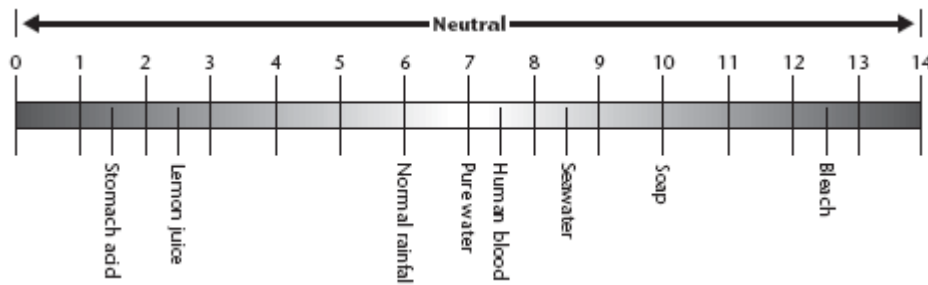 Neutral
0 1 2 3 4 5 6 7 8 9 10 11 12 13 14
Stomach acid
Lemon juice
Normal rainfall
Pure water
Human blood
Seawater
Soap
Bleach